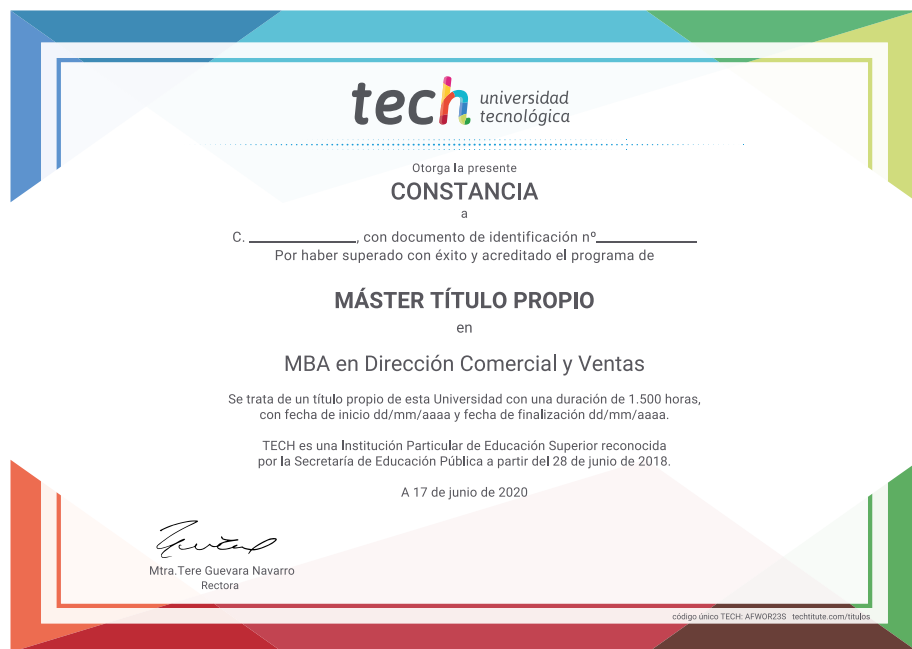 tech universidad
tecnológica
Otorga la presente
CONSTANCIA
a
C. ______________, con documento de identificación nº_____________
Por haber superado con éxito y acreditado el programa de
MÁSTER TÍTULO PROPIO
en
MBA en Dirección Comercial y Ventas
Se trata de un título propio de esta Universidad con una duración de 1.500 horas,
con fecha de inicio dd/mm/aaaa y fecha de finalización dd/mm/aaaa.
TECH es una Institución Particular de Educación Superior reconocida
por la Secretaría de Educación Pública a partir del 28 de junio de 2018.
A 17 de junio de 2020
Mtra.Tere Guevara Navarro
Rectora
código único TECH: AFWOR23S techtitute.com/titulos